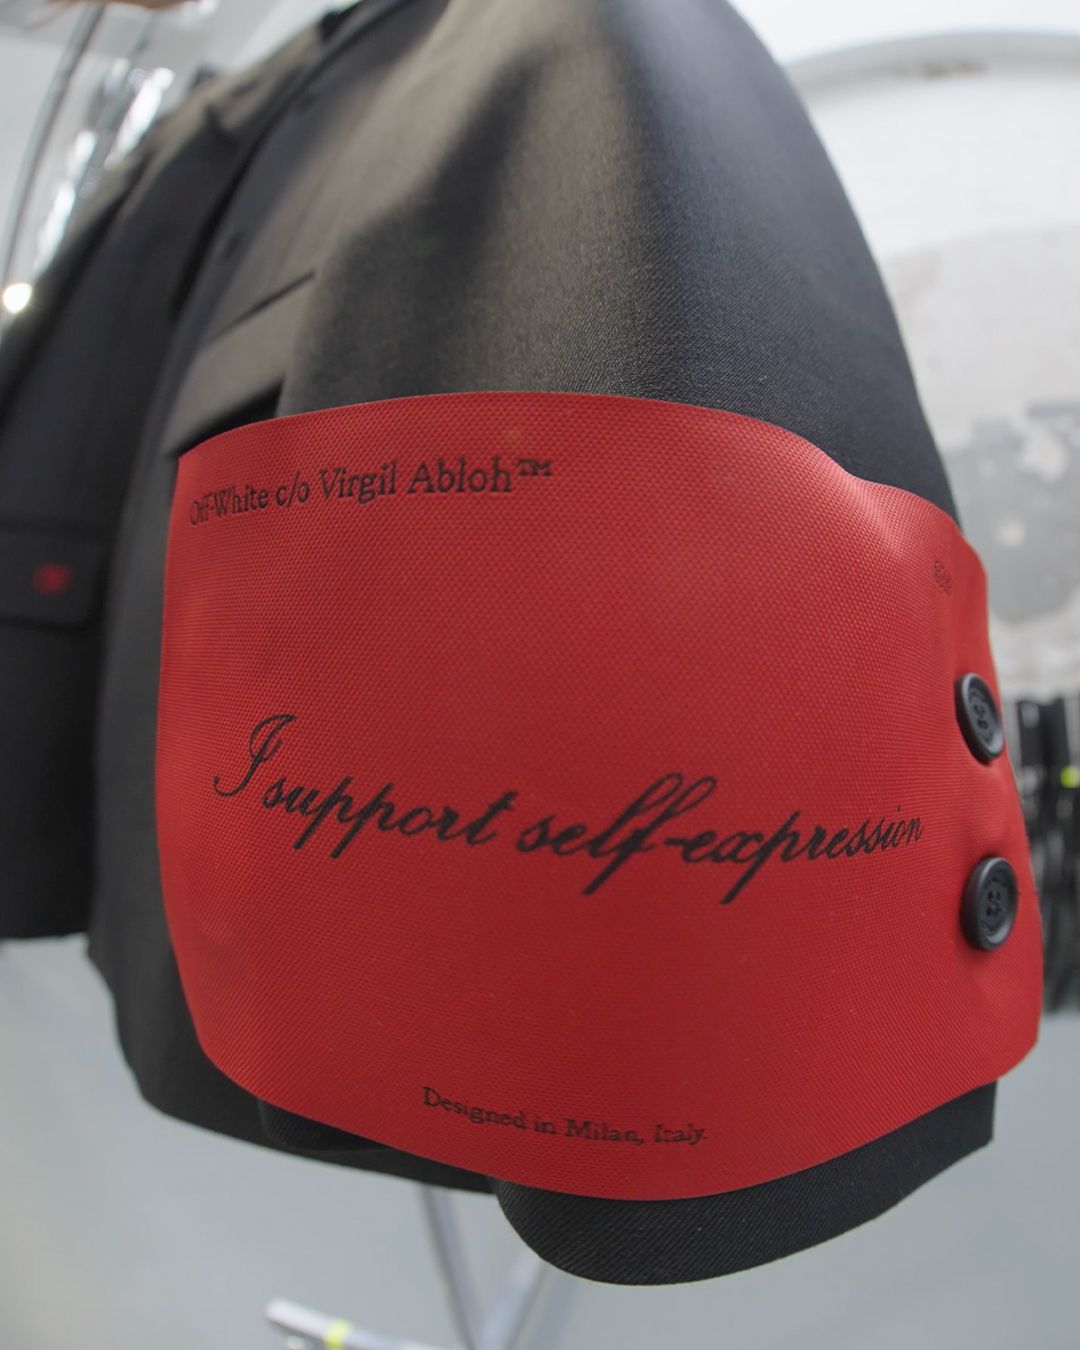 Off-White c/o Virgil Abloh™
I support self-expression
Designed in Milan, Italy.